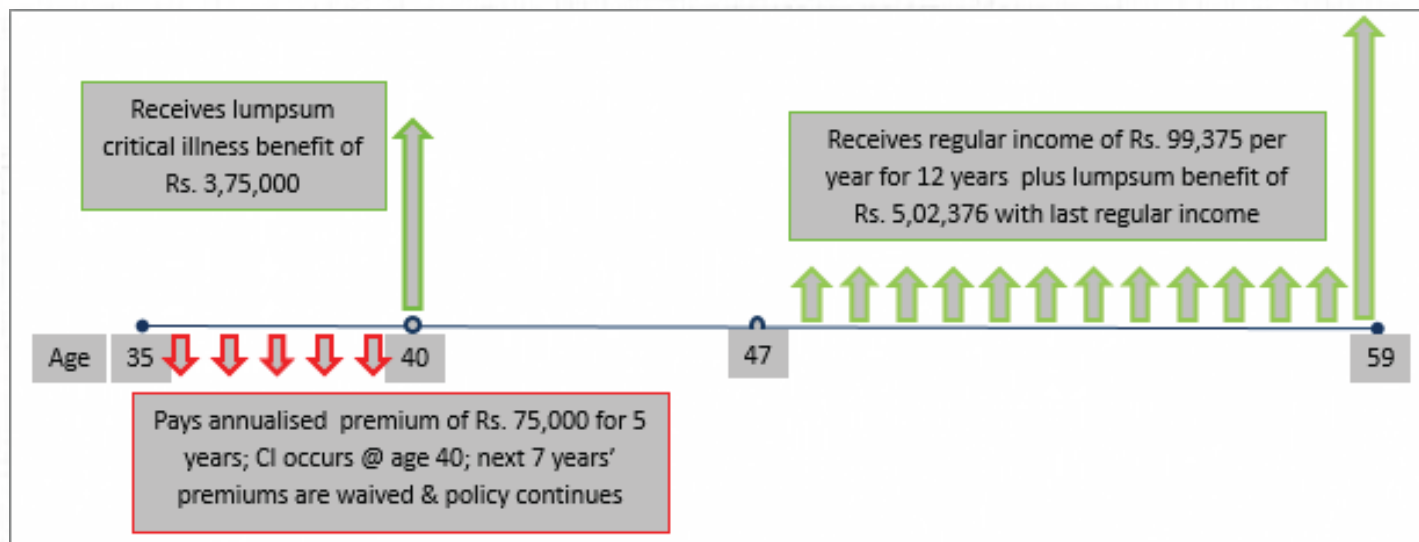 Receives lumpsum
critical illness benefit of
Rs. 3,75,000
Receives regular income of Rs. 99,375 per
year for 12 years plus lumpsum benefit of
Rs. 5,02,376 with last regular income
Age 35 40 47 59
Pays annualised premium of Rs. 75,000 for 5
years; CI occurs @ age 40; next 7 years'
premiums are waived & policy continues